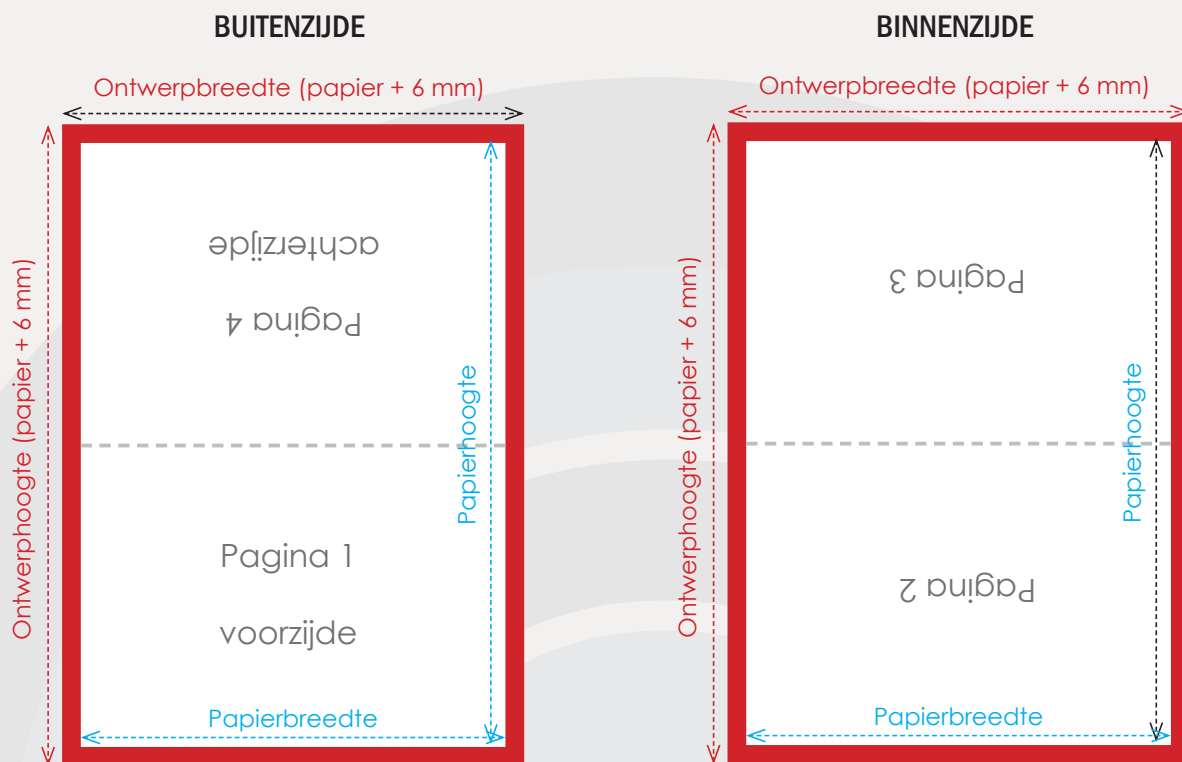 BUITENZIJDE
Ontwerpbreedte (papier + 6 mm)
Ontwerphoogte (papier + 6 mm)
achterzijde
Pagina 4
Papierhoogte
Pagina 1
voorzijde
Papierbreedte
BINNENZIJDE
Ontwerpbreedte (papier + 6 mm)
Ontwerphoogte (papier + 6 mm)
Pagina 3
Papierhoogte
Pagina 2
Papierbreedte